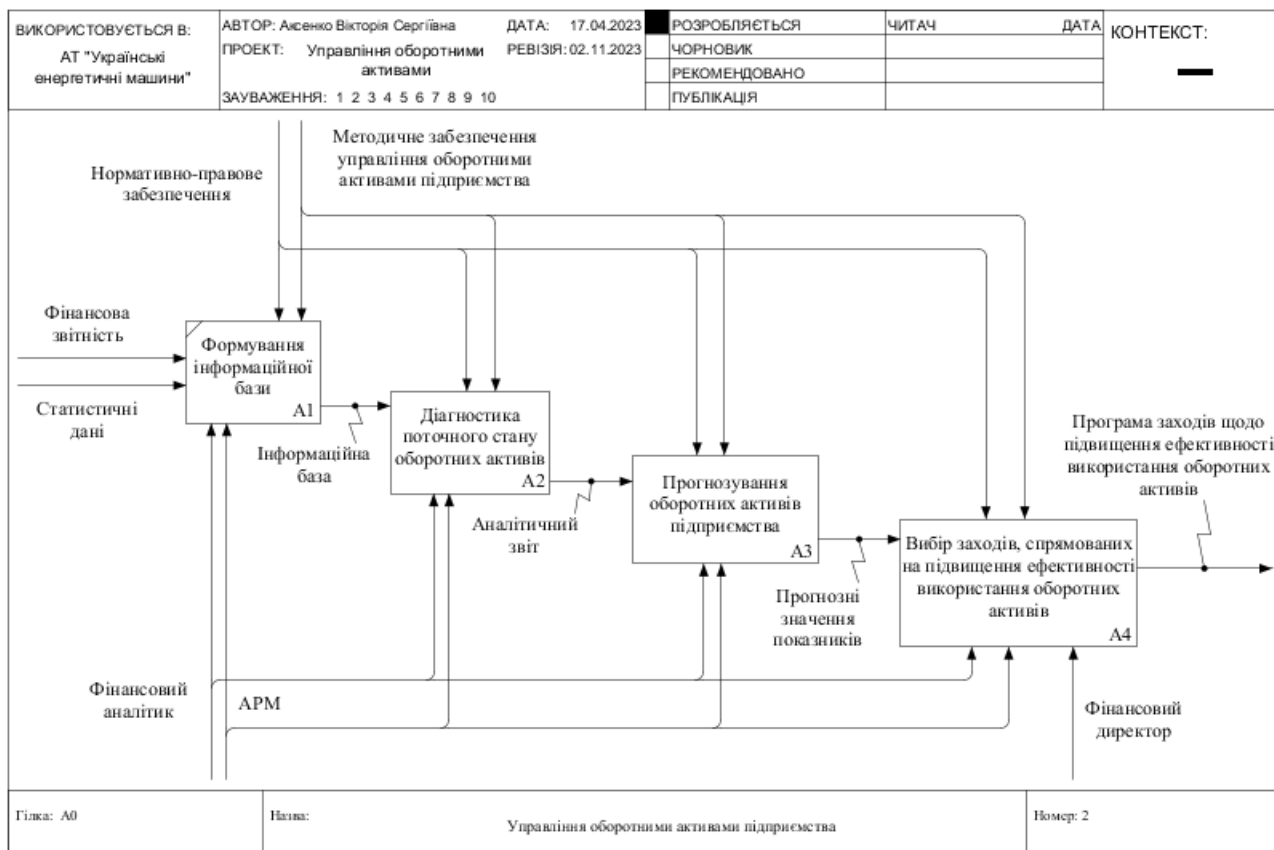 ВИКОРИСТОВУЄТЬСЯ В:
АТ "Українські
енергетичні машини"
АВТОР: Аксенко Вікторія Сергіївна
ДАТА: 17.04.2023
ПРОЕКТ: Управління оборотними
активами
РЕВІЗІЯ: 02.11.2023
ЗАУВАЖЕННЯ: 1 2 3 4 5 6 7 8 9 10
РОЗРОБЛЯЄТЬСЯ
ЧОРНОВИК
РЕКОМЕНДОВАНО
ПУБЛІКАЦІЯ
ЧИТАЧ
ДАТА
КОНТЕКСТ:
Методичне забезпечення
управління оборотними
активами підприємства
Нормативно-правове
забезпечення
Фінансова
звітність
Статистичні
дані
Формування
інформаційної
бази
A1
Інформаційна
база
Діагностика
поточного стану
оборотних активів
A2
Аналітичний
звіт
Прогнозування
оборотних активів
підприємства
A3
Прогнозні
значення
показників
Програма заходів щодо
підвищення ефективності
використання оборотних
активів
Вибір заходів, спрямованих
на підвищення ефективності
використання оборотних
активів
A4
Фінансовий
аналітик
АРМ
Фінансовий
директор
Гілка: A0
Назва:
Управління оборотними активами підприємства
Номер: 2